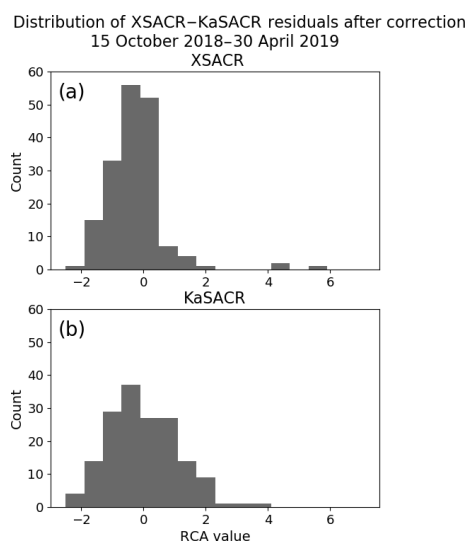 Distribution of XSACR−KaSACR residuals after correction
15 October 2018–30 April 2019
XSACR
(a)
Count
60
50
40
30
20
10
0
−2 0 2 4 6
KaSACR
(b)
Count
60
50
40
30
20
10
0
−2 0 2 4 6
RCA value